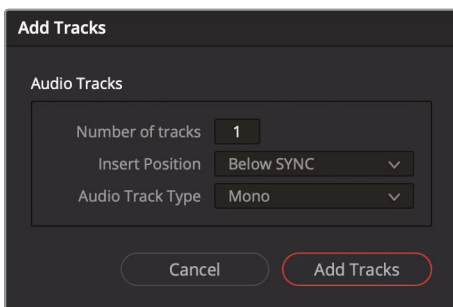 Add Tracks
Audio Tracks
Number of tracks 1
Insert Position Below SYNC
Audio Track Type Mono
Cancel Add Tracks